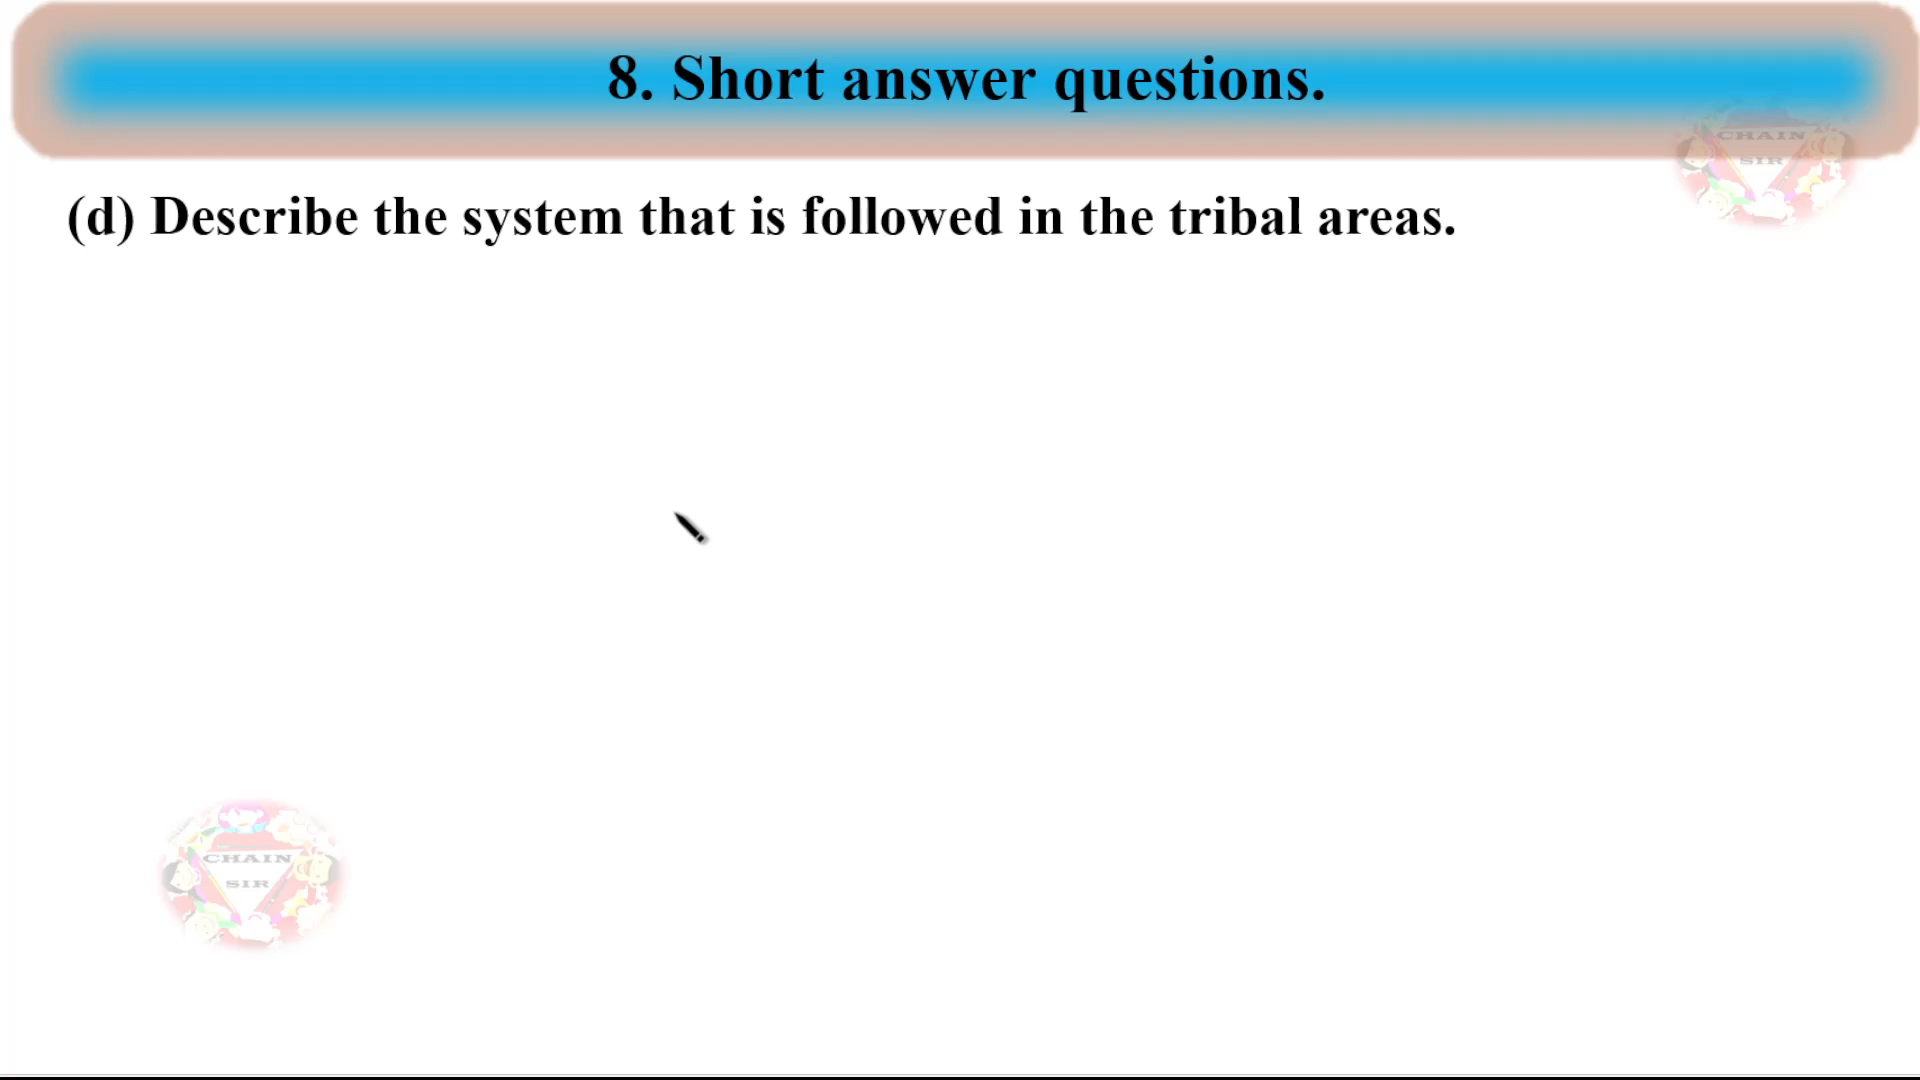 8. Short answer questions.
CHAIN
SIR
(d) Describe the system that is followed in the tribal areas.
CHAIN
SIR